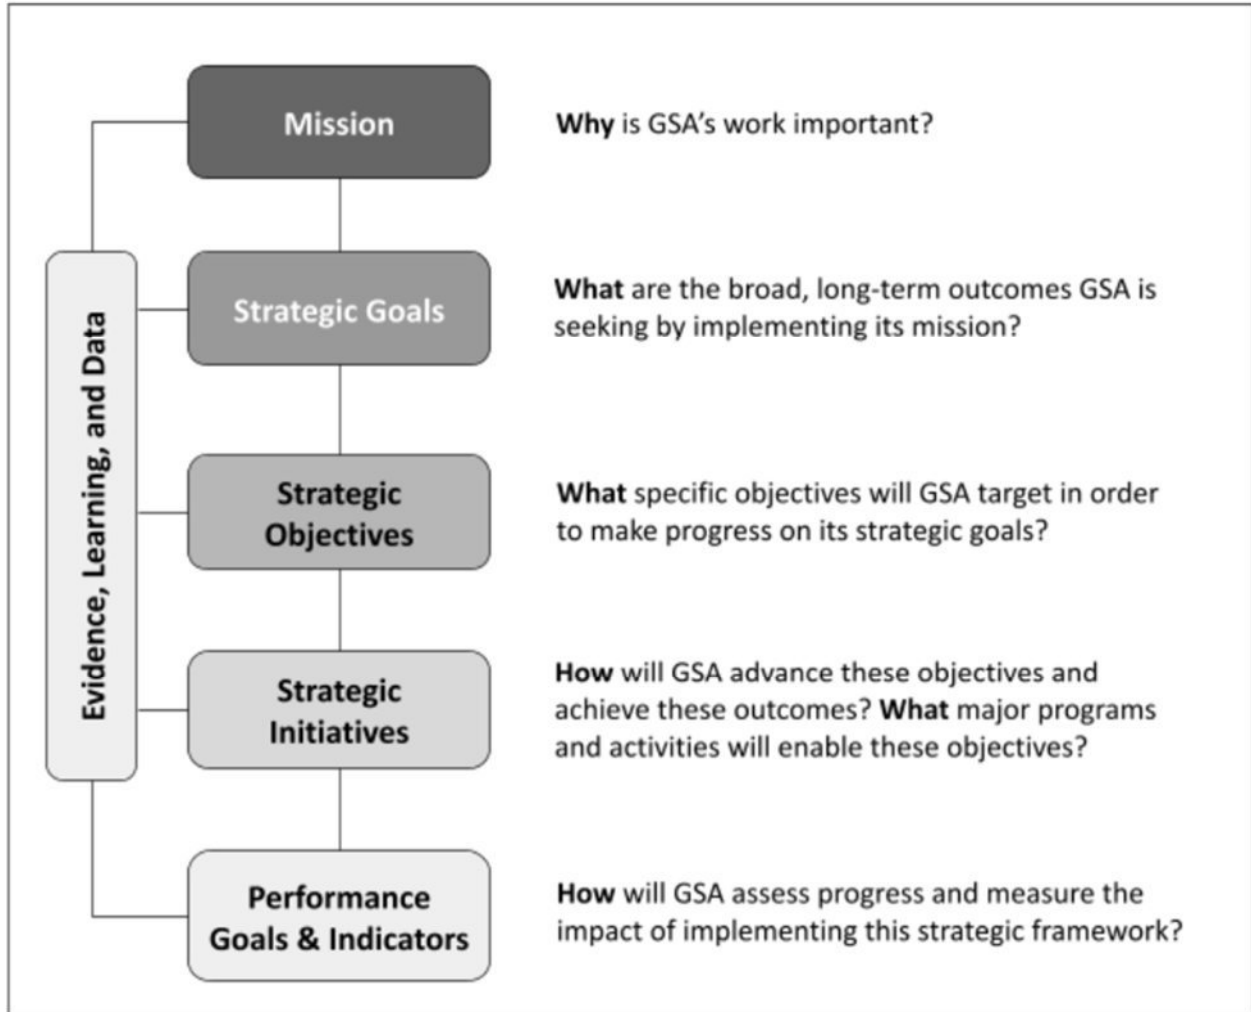 Mission
Why is GSA’s work important?
Evidence, Learning, and Data
Strategic Goals
What are the broad, long-term outcomes GSA is
seeking by implementing its mission?
Strategic
Objectives
What specific objectives will GSA target in order
to make progress on its strategic goals?
Strategic
Initiatives
How will GSA advance these objectives and
achieve these outcomes? What major programs
and activities will enable these objectives?
Performance
Goals & Indicators
How will GSA assess progress and measure the
impact of implementing this strategic framework?